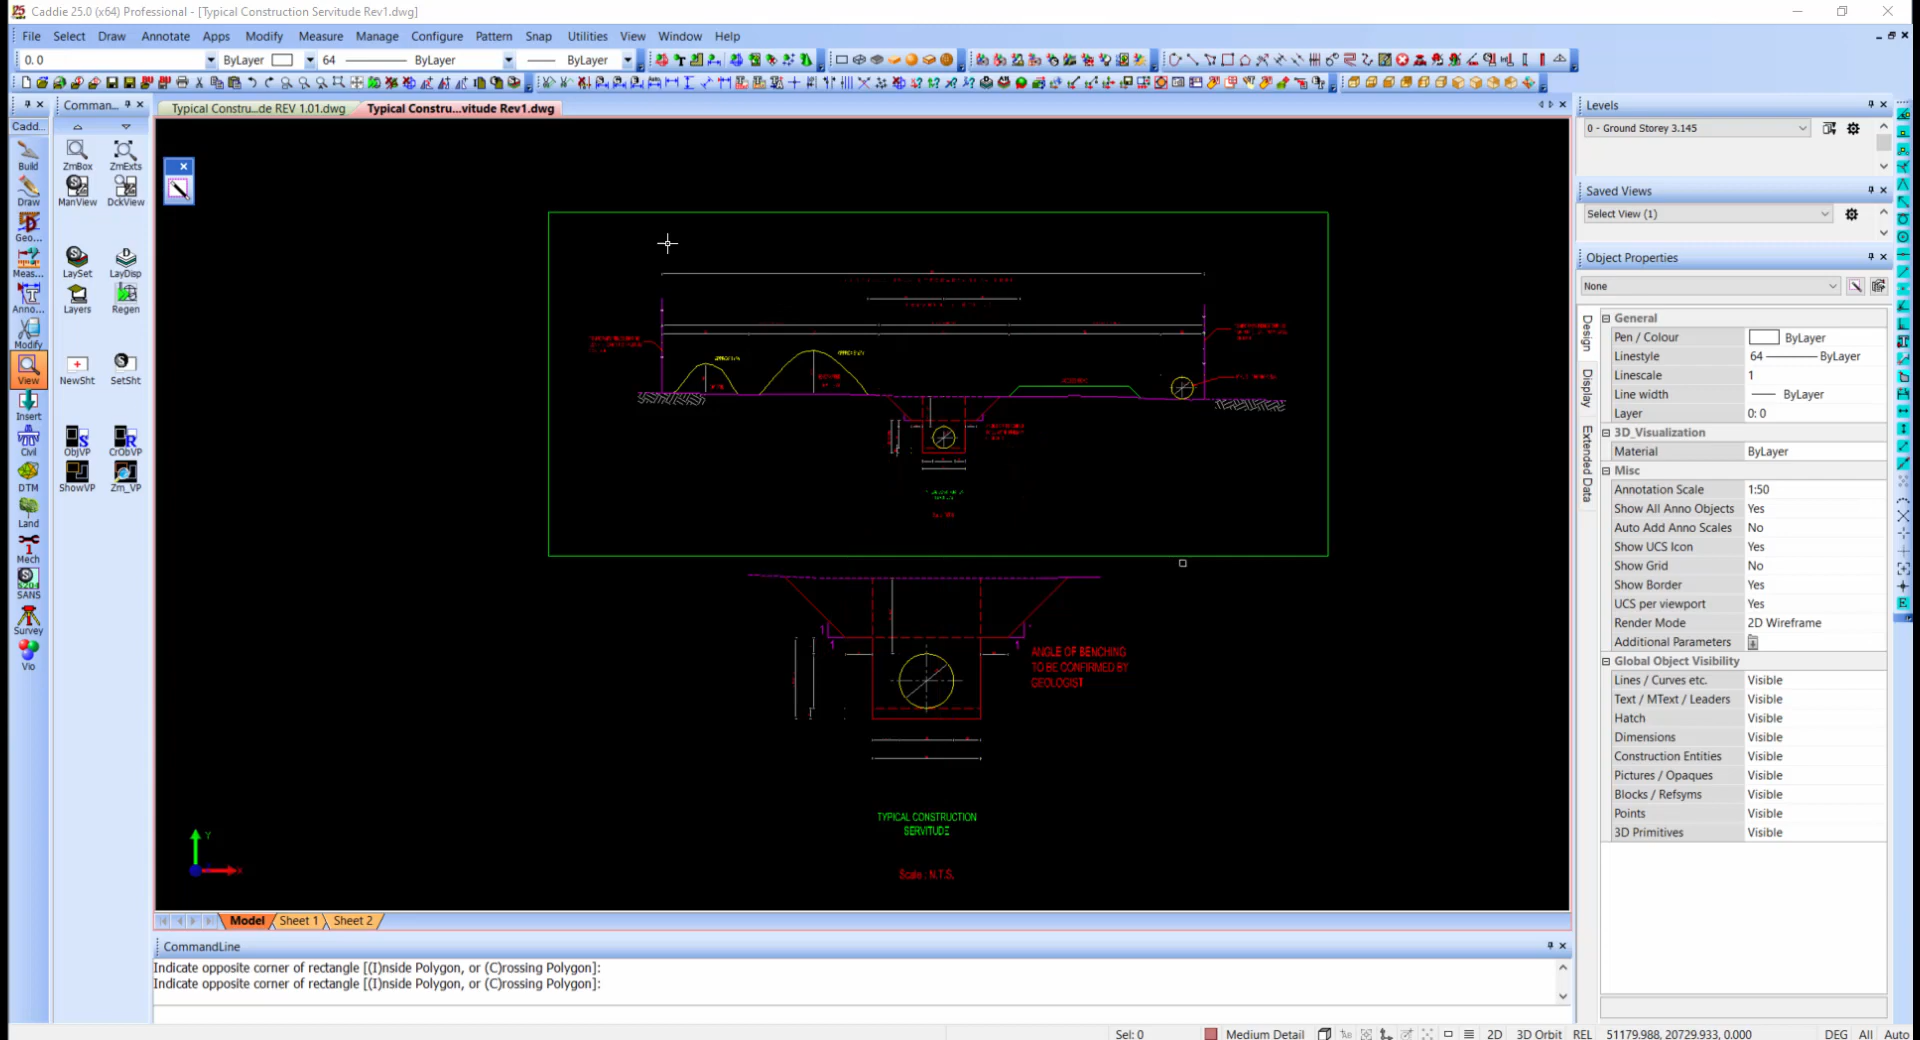 Caddie 25.0 (x64) Professional - [Typical Construction Servitude Rev1.dwg]
File Select Draw Annotate Apps Modify Measure Manage Configure Pattern Snap Utilities View Window Help
0. 0 ByLayer 64 ByLayer ByLayer
Comman...
Typical Constru...de REV 1.01.dwg Typical Constru...vitude Rev1.dwg
Cadd...
Build
Draw
Geo...
Meas...
Anno...
Modify
View
Insert
Civil
DTM
Land
Mech
SANS
Survey
Vio
ZmBox ZmExts
ManView DckView
LaySet LayDisp
Layers Regen
NewSht SetSht
ObjVP CrObVP
ShowVP Zm_VP
1 1
1 1
ANGLE OF BENCHING
TO BE CONFIRMED BY
GEOLOGIST
TYPICAL CONSTRUCTION
SERVITUDE
Scale : N.T.S.
Y
X
Model Sheet 1 Sheet 2
CommandLine
Indicate opposite corner of rectangle [(I)nside Polygon, or (C)rossing Polygon]:
Indicate opposite corner of rectangle [(I)nside Polygon, or (C)rossing Polygon]:
Levels
0 - Ground Storey 3.145
Saved Views
Select View (1)
Object Properties
None
Design
Display
Extended Data
General
Pen / Colour ByLayer
Linestyle 64 ByLayer
Linescale 1
Line width ByLayer
Layer 0: 0
3D_Visualization
Material ByLayer
Misc
Annotation Scale 1:50
Show All Anno Objects Yes
Auto Add Anno Scales No
Show UCS Icon Yes
Show Grid No
Show Border Yes
UCS per viewport Yes
Render Mode 2D Wireframe
Additional Parameters
Global Object Visibility
Lines / Curves etc. Visible
Text / MText / Leaders Visible
Hatch Visible
Dimensions Visible
Construction Entities Visible
Pictures / Opaques Visible
Blocks / Refsyms Visible
Points Visible
3D Primitives Visible
Sel: 0 Medium Detail 2D 3D Orbit REL 51179.988, 20729.933, 0.000 DEG All Auto